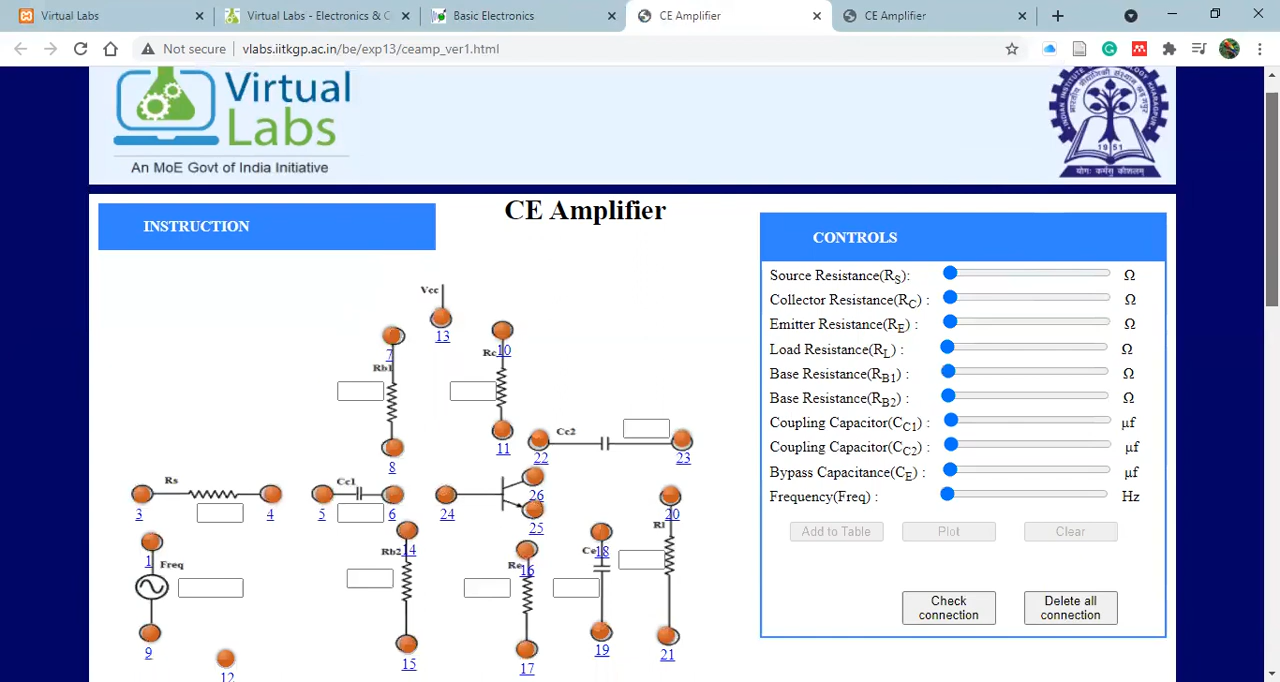 Virtual Labs
Virtual Labs - Electronics & C
Basic Electronics
CE Amplifier
CE Amplifier
Not secure
vlabs.iitkgp.ac.in/be/exp13/ceamp_ver1.html
Virtual
Labs
An MoE Govt of India Initiative
1951
योगः कर्मसु कौशलम्
INSTRUCTION
CE Amplifier
CONTROLS
Source Resistance(RS): Ω
Collector Resistance(RC) : Ω
Emitter Resistance(RE) : Ω
Load Resistance(RL) : Ω
Base Resistance(RB1) : Ω
Base Resistance(RB2) : Ω
Coupling Capacitor(CC1) : μf
Coupling Capacitor(CC2) : μf
Bypass Capacitance(CE) : μf
Frequency(Freq) : Hz
Add to Table
Plot
Clear
Check
connection
Delete all
connection
Vcc
13
7
Rb1
Rc
10
8
11
Cc2
22
23
Rs
3
4
Cc1
5
6
24
26
25
20
Rl
1
Freq
Rb2
14
Re
16
Ce
18
9
12
15
17
19
21